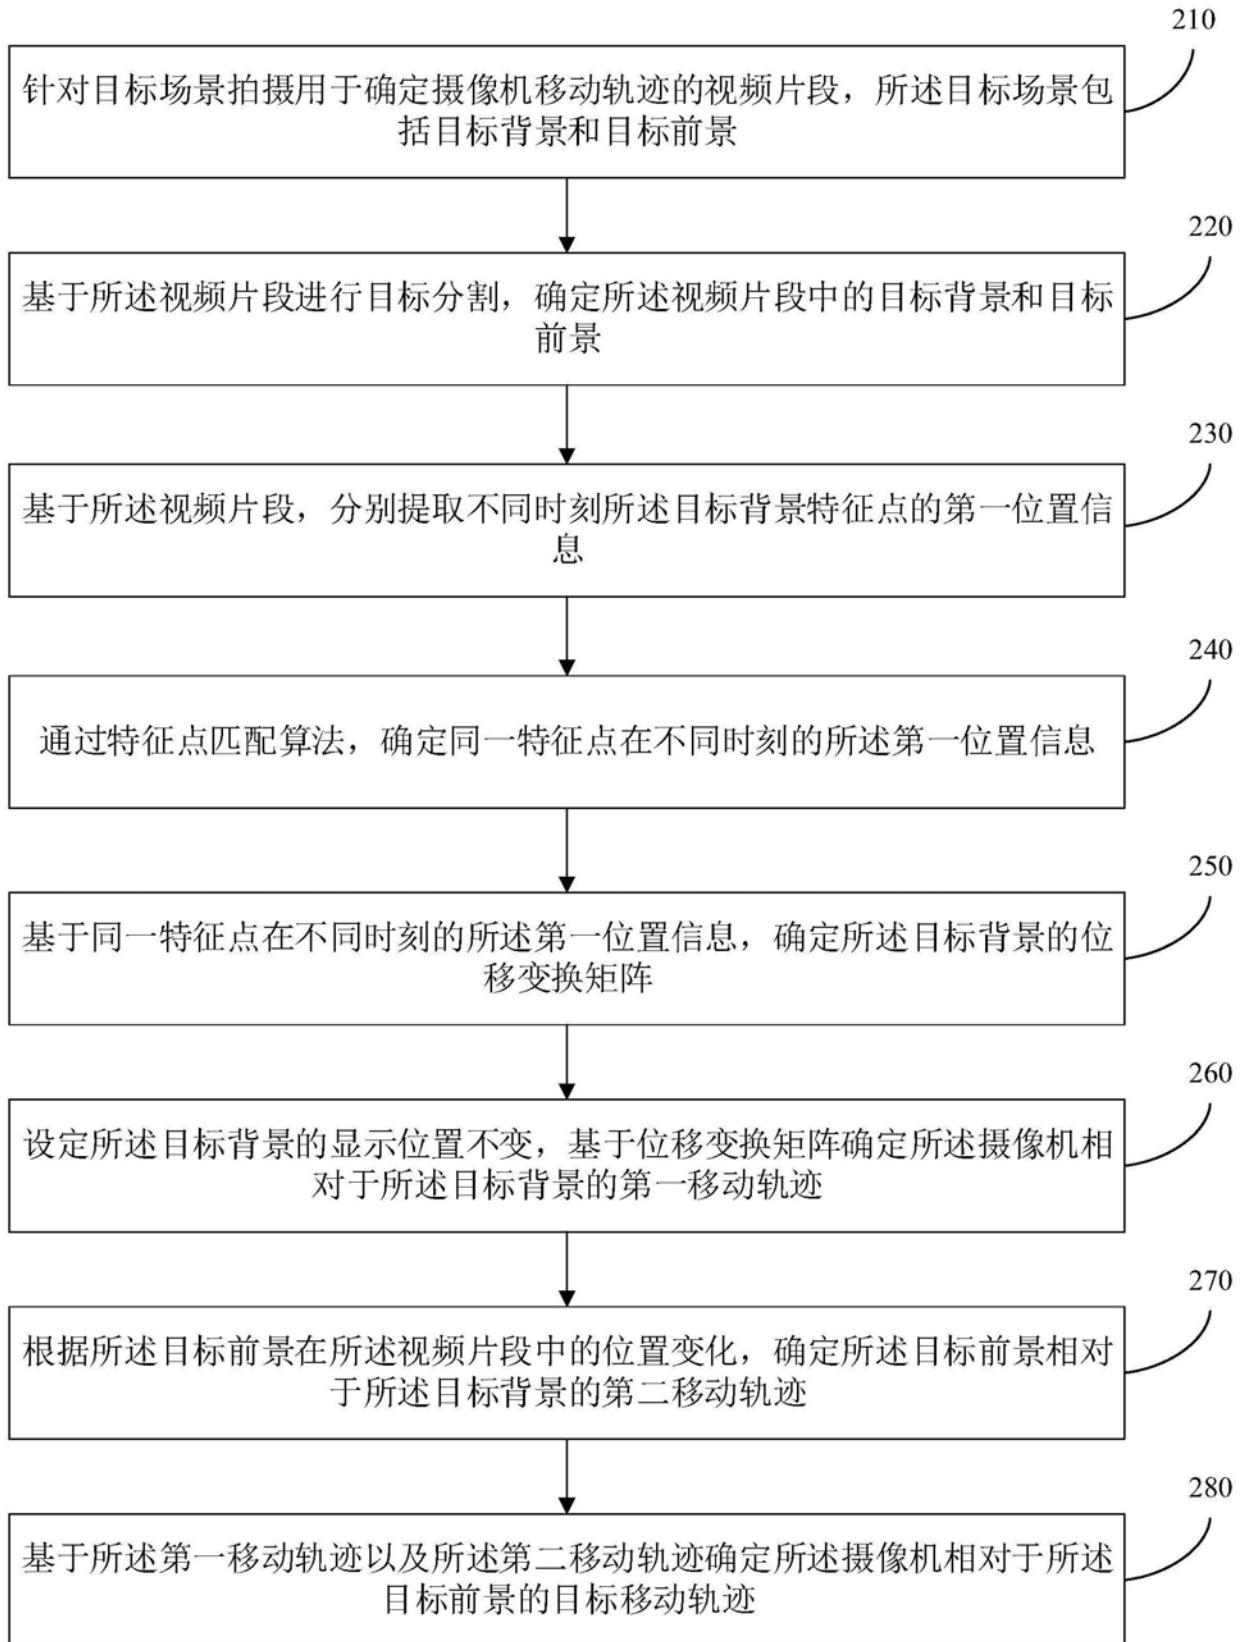 210
针对目标场景拍摄用于确定摄像机移动轨迹的视频片段，所述目标场景包
括目标背景和目标前景
220
基于所述视频片段进行目标分割，确定所述视频片段中的目标背景和目标
前景
230
基于所述视频片段，分别提取不同时刻所述目标背景特征点的第一位置信
息
240
通过特征点匹配算法，确定同一特征点在不同时刻的所述第一位置信息
250
基于同一特征点在不同时刻的所述第一位置信息，确定所述目标背景的位
移变换矩阵
260
设定所述目标背景的显示位置不变，基于位移变换矩阵确定所述摄像机相
对于所述目标背景的第一移动轨迹
270
根据所述目标前景在所述视频片段中的位置变化，确定所述目标前景相对
于所述目标背景的第二移动轨迹
280
基于所述第一移动轨迹以及所述第二移动轨迹确定所述摄像机相对于所述
目标前景的目标移动轨迹